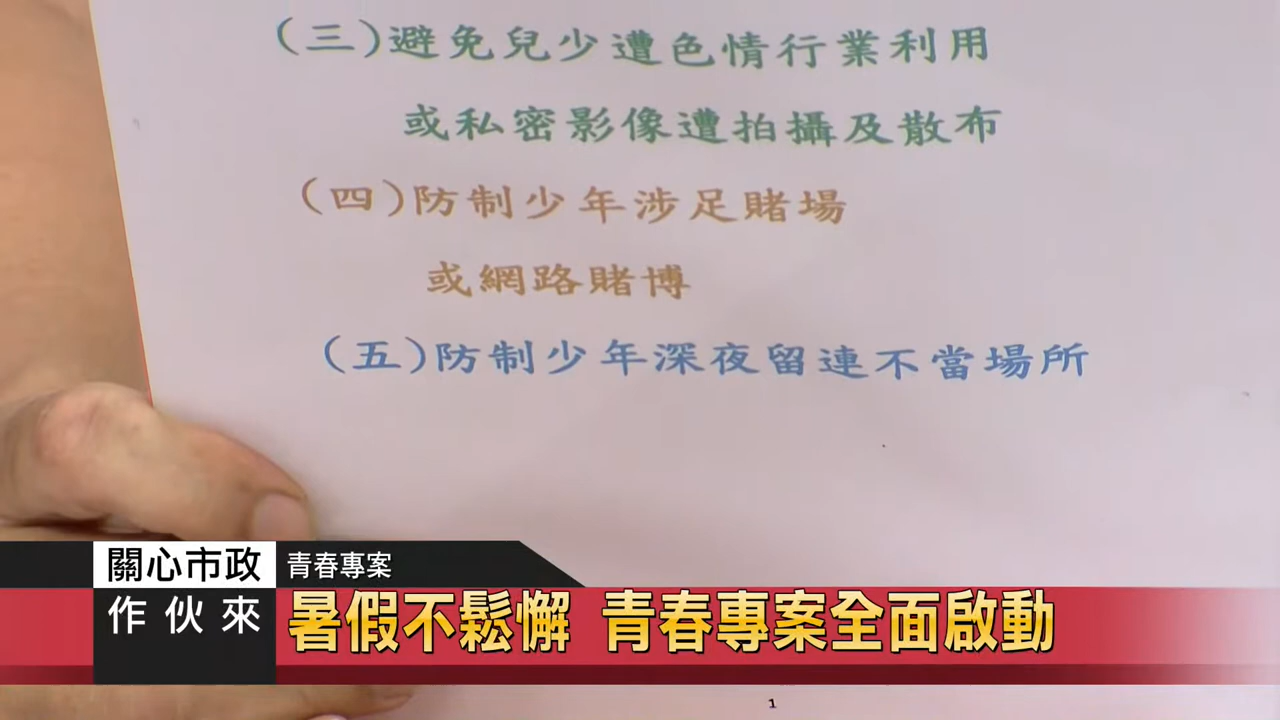 (三)避免兒少遭色情行業利用
或私密影像遭拍攝及散布
(四)防制少年涉足賭場
或網路賭博
(五)防制少年深夜留連不當場所
關心市政
青春專案
作伙來
暑假不鬆懈 青春專案全面啟動
1